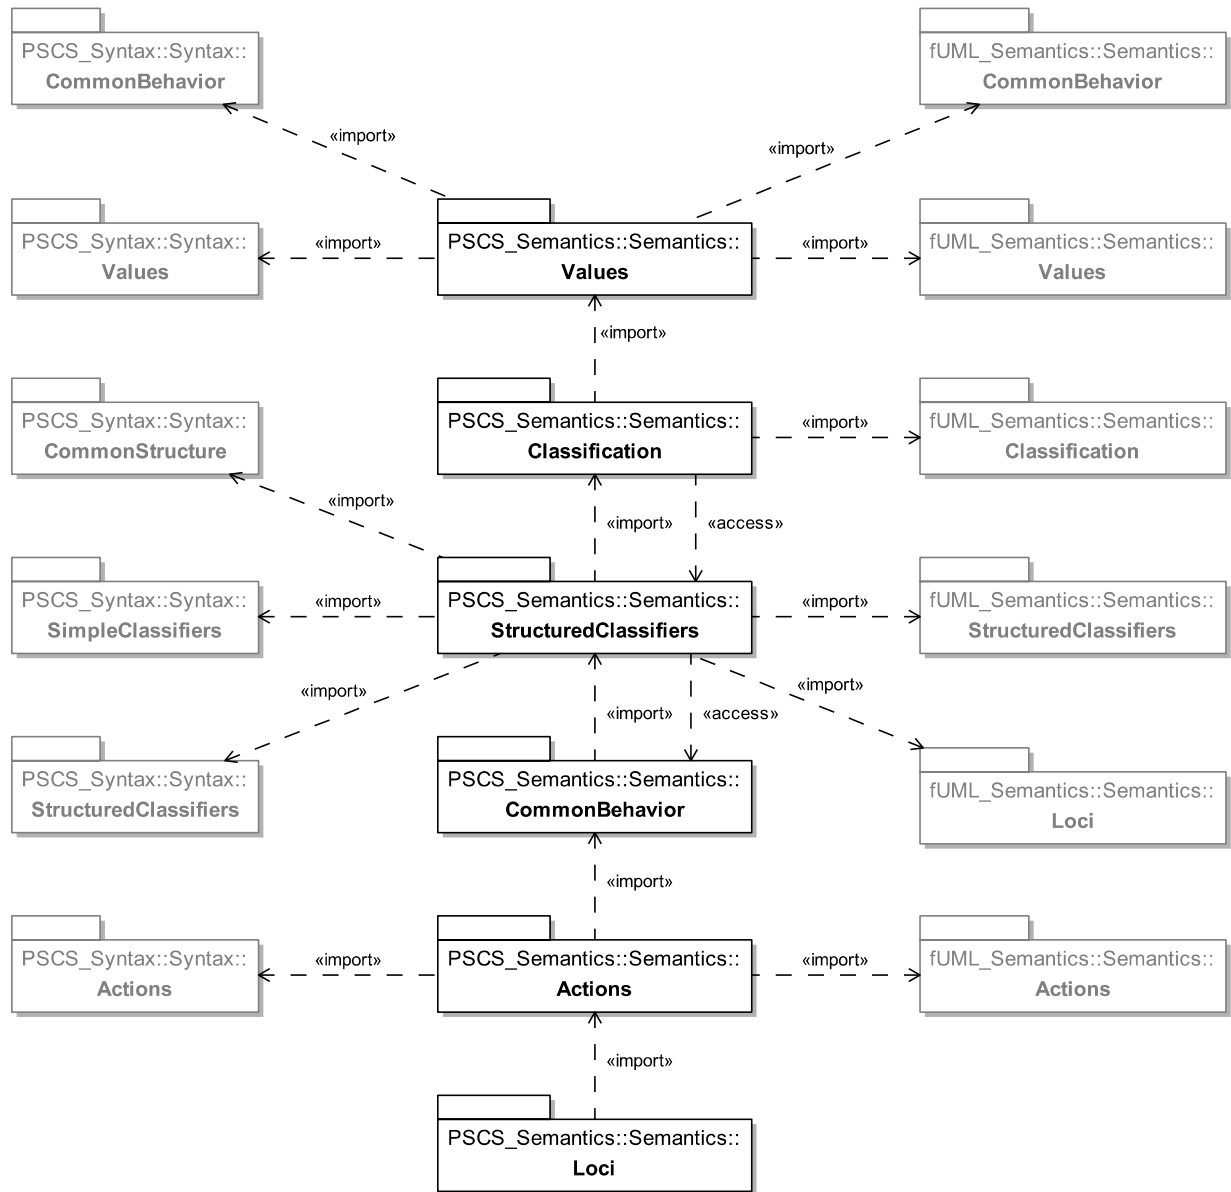 PSCS_Syntax::Syntax::
CommonBehavior
fUML_Semantics::Semantics::
CommonBehavior
«import»
«import»
PSCS_Syntax::Syntax::
Values
«import»
PSCS_Semantics::Semantics::
Values
«import»
fUML_Semantics::Semantics::
Values
«import»
PSCS_Syntax::Syntax::
CommonStructure
PSCS_Semantics::Semantics::
Classification
«import»
fUML_Semantics::Semantics::
Classification
«import»
«import»
«access»
PSCS_Syntax::Syntax::
SimpleClassifiers
«import»
PSCS_Semantics::Semantics::
StructuredClassifiers
«import»
fUML_Semantics::Semantics::
StructuredClassifiers
«import»
«import»
«access»
«import»
PSCS_Syntax::Syntax::
StructuredClassifiers
PSCS_Semantics::Semantics::
CommonBehavior
fUML_Semantics::Semantics::
Loci
«import»
PSCS_Syntax::Syntax::
Actions
«import»
PSCS_Semantics::Semantics::
Actions
«import»
fUML_Semantics::Semantics::
Actions
«import»
PSCS_Semantics::Semantics::
Loci